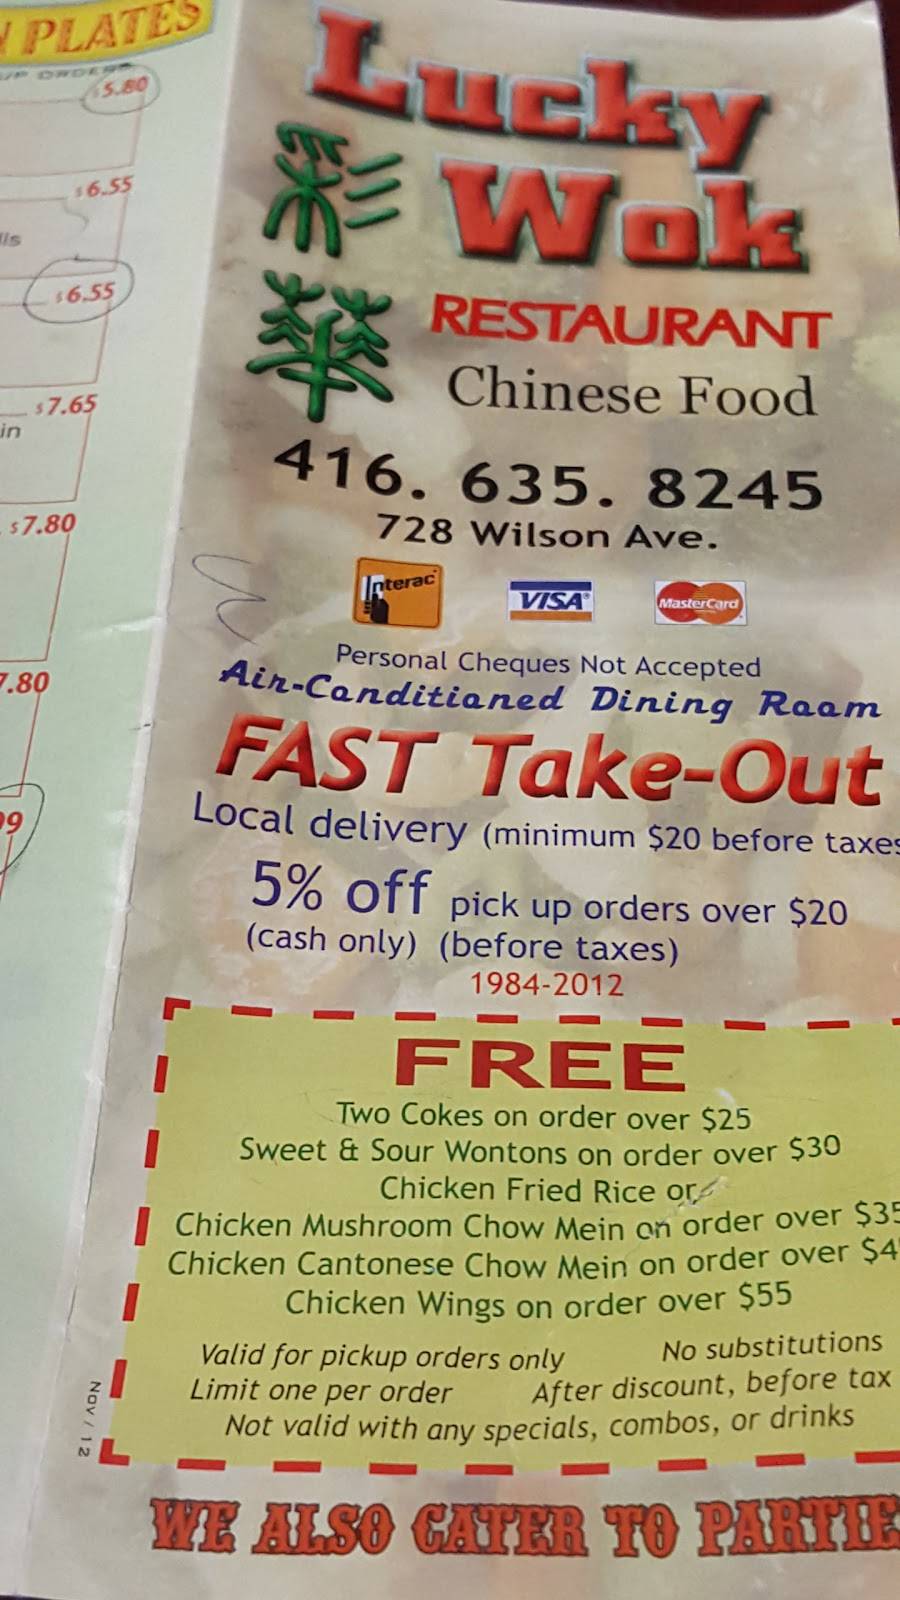 PLATES
$5.80
$6.55
$6.55
$7.65
in
$7.80
7.80
Lucky
Wok
彩
華
RESTAURANT
Chinese Food
416. 635. 8245
728 Wilson Ave.
Interac
VISA
MasterCard
Personal Cheques Not Accepted
Air-Conditioned Dining Room
FAST Take-Out
Local delivery (minimum $20 before taxes
5% off pick up orders over $20
(cash only) (before taxes)
1984-2012
FREE
Two Cokes on order over $25
Sweet & Sour Wontons on order over $30
Chicken Fried Rice or
Chicken Mushroom Chow Mein on order over $35
Chicken Cantonese Chow Mein on order over $4
Chicken Wings on order over $55
Valid for pickup orders only No substitutions
Limit one per order After discount, before tax
Not valid with any specials, combos, or drinks
NOV / 12
WE ALSO CATER TO PARTIE